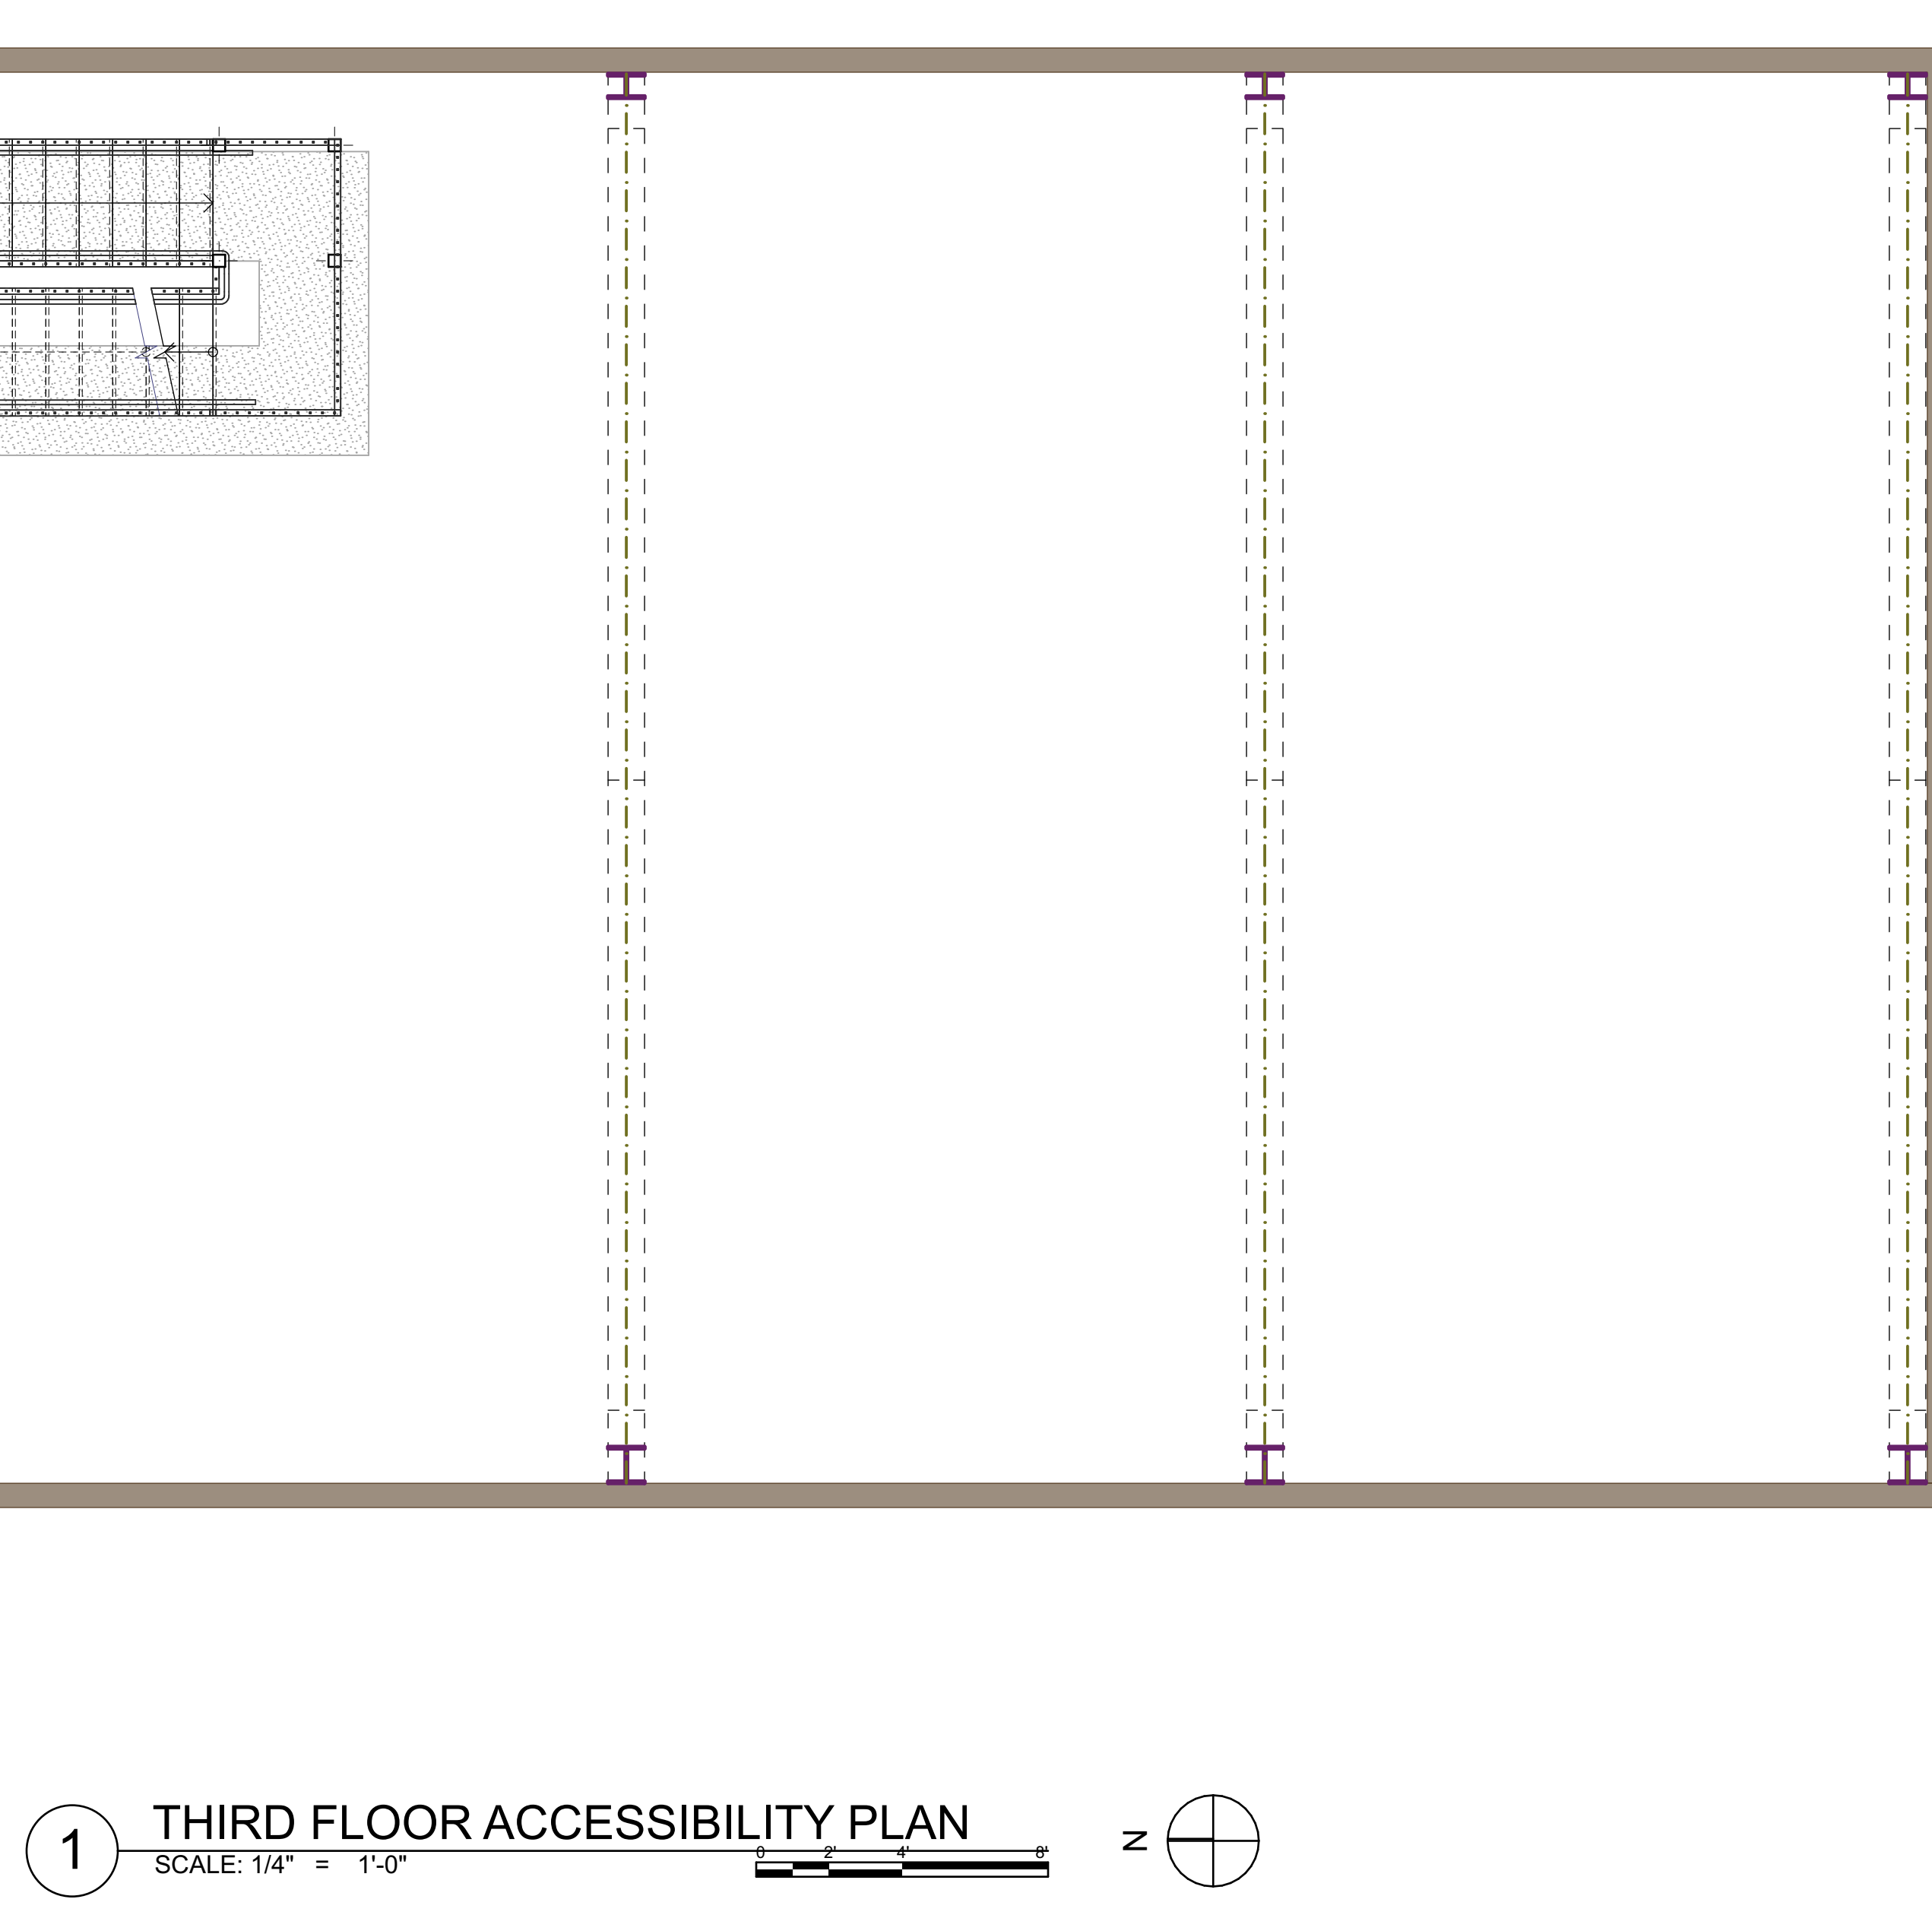 1
THIRD FLOOR ACCESSIBILITY PLAN
SCALE: 1/4" = 1'-0"
0 2' 4' 8'
N